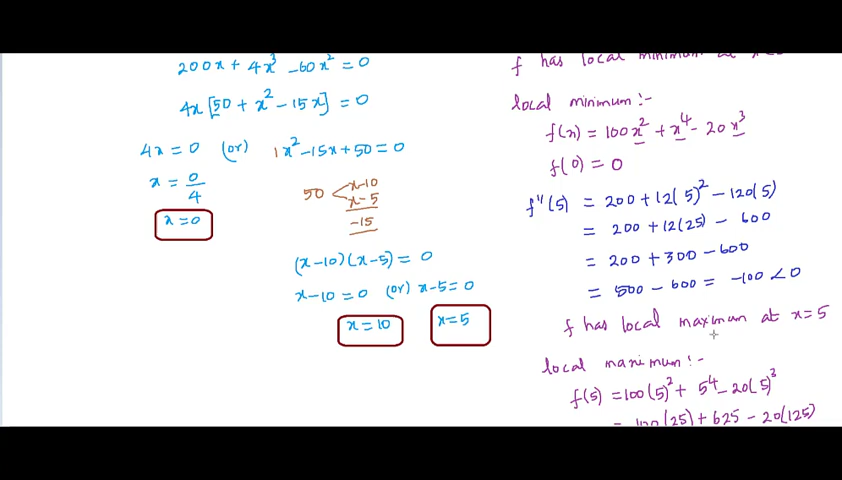 200x + 4x³ - 60x² = 0
4x[50 + x² - 15x] = 0
4x = 0 (or) 1x² - 15x + 50 = 0
x = 0/4
x = 0
50 < x-10
x-5
-15
(x-10)(x-5) = 0
x-10 = 0 (or) x-5 = 0
x = 10 x = 5
f has local minimum at
local minimum :-
f(x) = 100x² + x⁴ - 20x³
f(0) = 0
f''(5) = 200 + 12(5)² - 120(5)
= 200 + 12(25) - 600
= 200 + 300 - 600
= 500 - 600 = -100 < 0
f has local maximum at x = 5
local maximum :-
f(5) = 100(5)² + 5⁴ - 20(5)³
= 100(25) + 625 - 20(125)